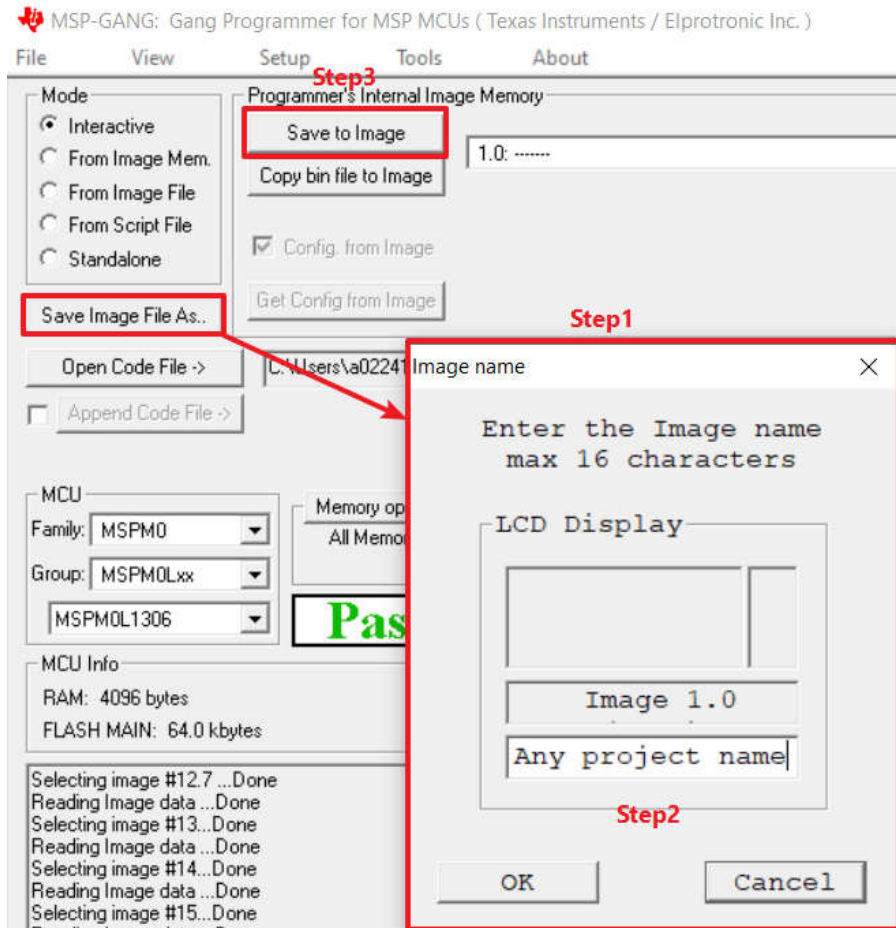 MSP-GANG: Gang Programmer for MSP MCUs ( Texas Instruments / Elprotronic Inc. )
File View Setup Tools About
Step3
Mode
Interactive
From Image Mem.
From Image File
From Script File
Standalone
Programmer's Internal Image Memory
Save to Image
1.0: -------
Copy bin file to Image
Config. from Image
Get Config from Image
Save Image File As..
Step1
Open Code File ->
C:\Users\a02241
Append Code File ->
Image name
Enter the Image name
max 16 characters
LCD Display
Image 1.0
Any project name
Step2
OK Cancel
MCU
Family: MSPM0
Group: MSPM0Lxx
MSPM0L1306
Memory op
All Memo
Pas
MCU Info
RAM: 4096 bytes
FLASH MAIN: 64.0 kbytes
Selecting image #12.7 ...Done
Reading Image data ...Done
Selecting image #13...Done
Reading Image data ...Done
Selecting image #14...Done
Reading Image data ...Done
Selecting image #15...Done